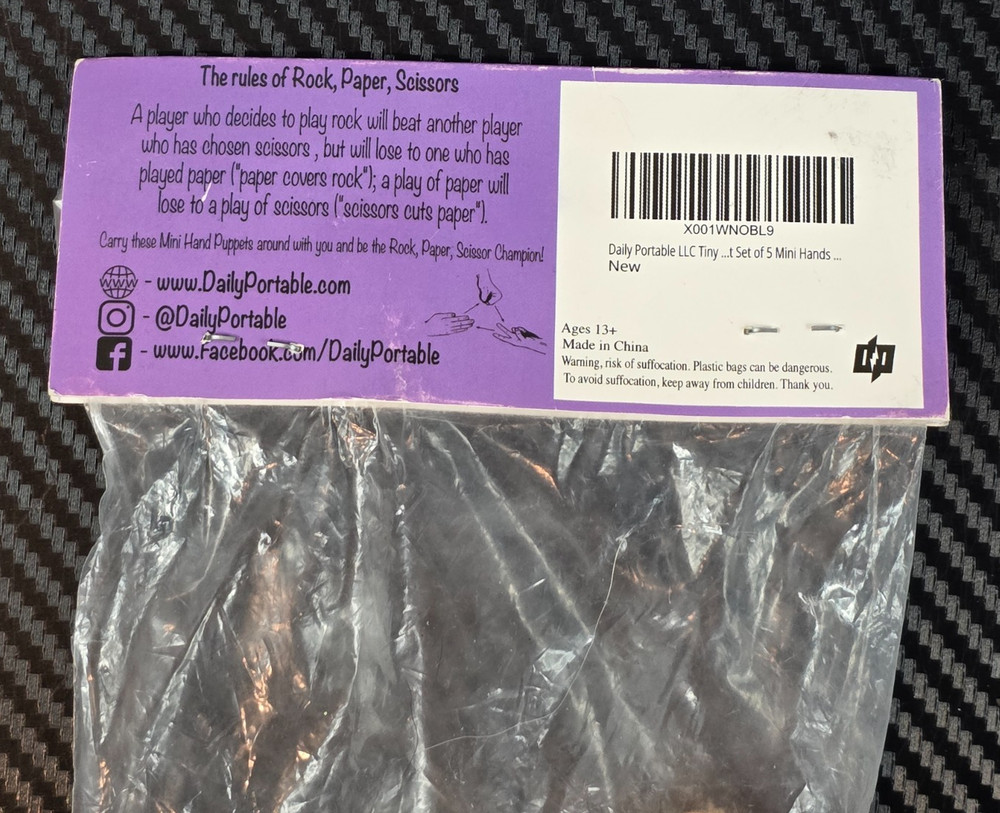 The rules of Rock, Paper, Scissors
A player who decides to play rock will beat another player
who has chosen scissors , but will lose to one who has
played paper ("paper covers rock"); a play of paper will
lose to a play of scissors ("scissors cuts paper").
Carry these Mini Hand Puppets around with you and be the Rock, Paper, Scissor Champion!
WWW - www.DailyPortable.com
- @DailyPortable
- www.Facebook.com/DailyPortable
X001WNOBL9
Daily Portable LLC Tiny ...t Set of 5 Mini Hands ...
New
Ages 13+
Made in China
Warning, risk of suffocation. Plastic bags can be dangerous.
To avoid suffocation, keep away from children. Thank you.